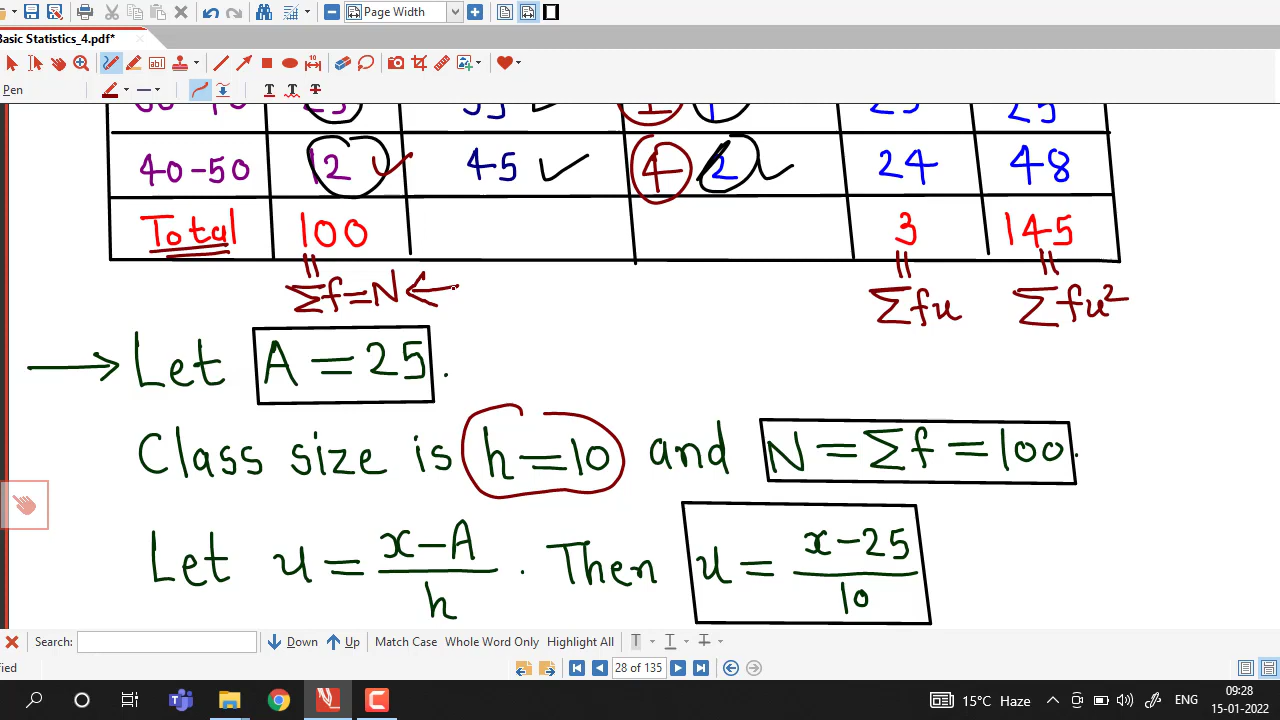 Page Width
Basic Statistics_4.pdf*
Pen
40-50 12 45 4 2 24 48
Total 100 3 145
Σf=N Σfu Σfu²
Let A=25.
Class size is h=10 and N=Σf=100.
Let u=(x-A)/h. Then u=(x-25)/10
Search: Down Up Match Case Whole Word Only Highlight All
28 of 135
15°C Haze ENG 09:28
15-01-2022